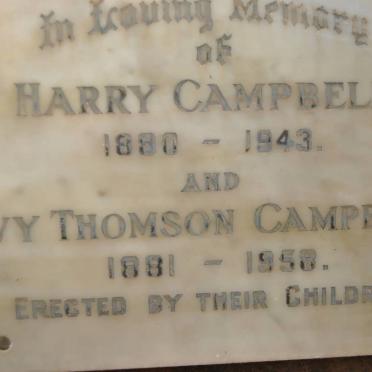 In Loving Memory
of
HARRY CAMPBEL
1880 - 1943.
AND
VY THOMSON CAMPB
1881 - 1958.
ERECTED BY THEIR CHILDR